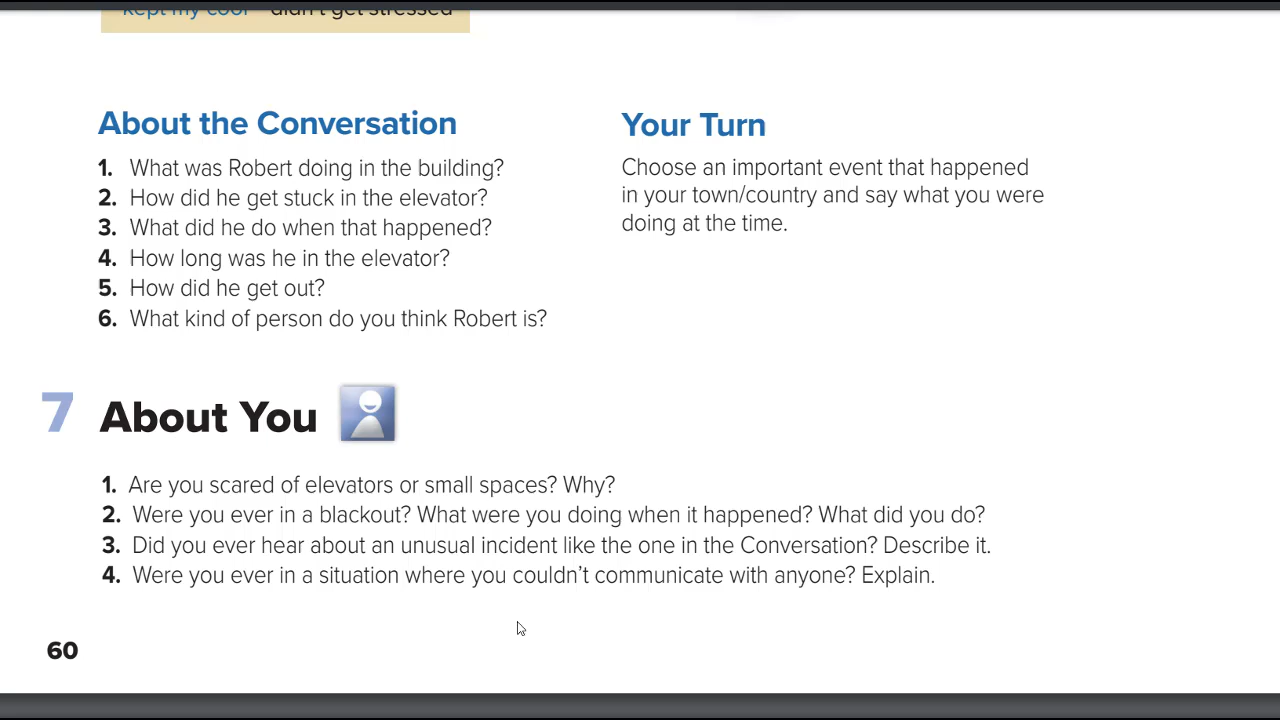 kept my cool didn't get stressed
About the Conversation
1. What was Robert doing in the building?
2. How did he get stuck in the elevator?
3. What did he do when that happened?
4. How long was he in the elevator?
5. How did he get out?
6. What kind of person do you think Robert is?
Your Turn
Choose an important event that happened
in your town/country and say what you were
doing at the time.
7 About You
1. Are you scared of elevators or small spaces? Why?
2. Were you ever in a blackout? What were you doing when it happened? What did you do?
3. Did you ever hear about an unusual incident like the one in the Conversation? Describe it.
4. Were you ever in a situation where you couldn't communicate with anyone? Explain.
60